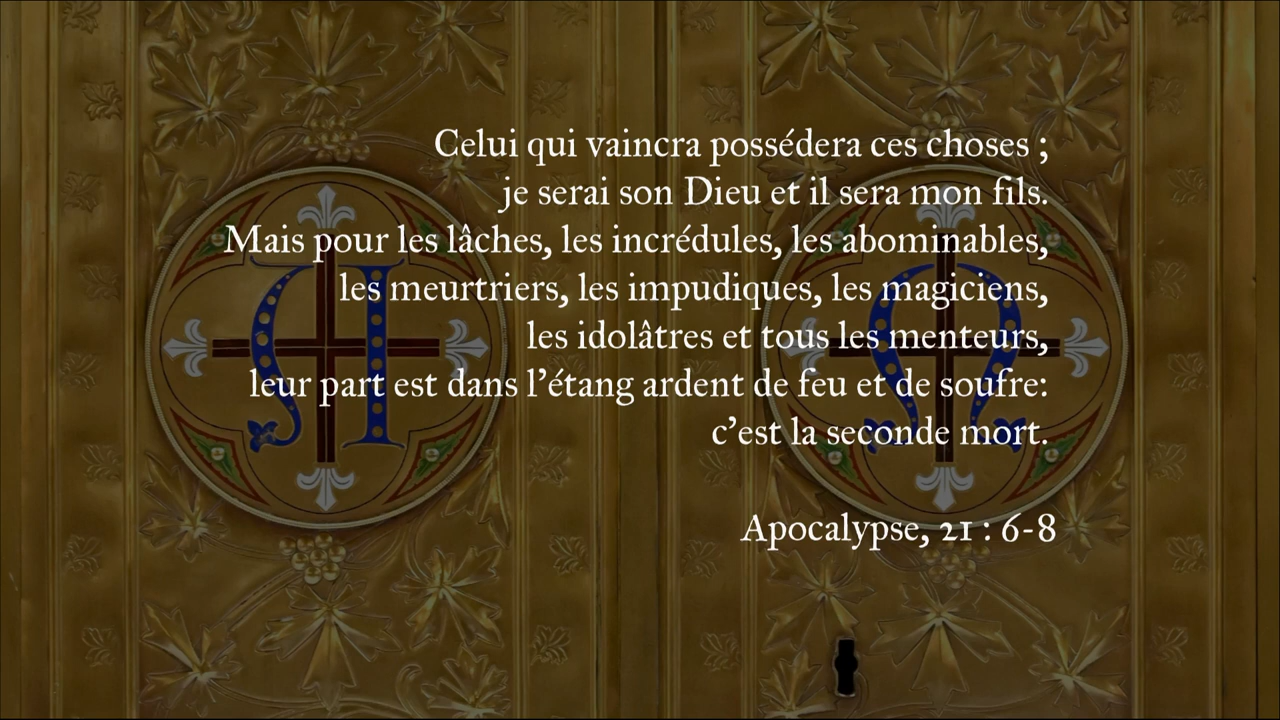 Celui qui vaincra possédera ces choses ;
je serai son Dieu et il sera mon fils.
Mais pour les lâches, les incrédules, les abominables,
les meurtriers, les impudiques, les magiciens,
les idolâtres et tous les menteurs,
leur part est dans l’étang ardent de feu et de soufre:
c’est la seconde mort.
Apocalypse, 21 : 6-8
Α Ω